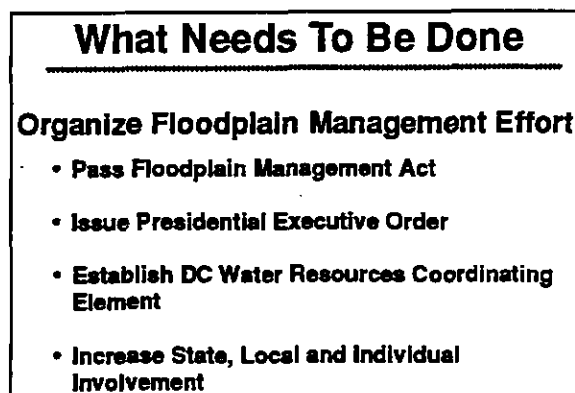 What Needs To Be Done
Organize Floodplain Management Effort
• Pass Floodplain Management Act
• Issue Presidential Executive Order
• Establish DC Water Resources Coordinating
Element
• Increase State, Local and Individual
Involvement